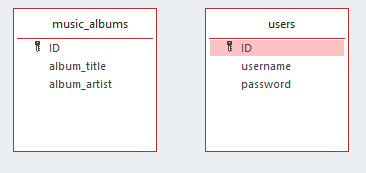 music_albums
ID
album_title
album_artist
users
ID
username
password